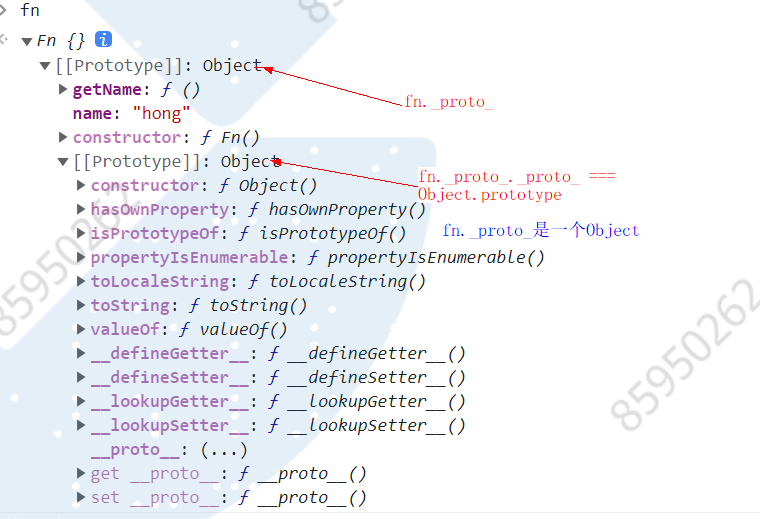 fn
Fn {} i
[[Prototype]]: Object
getName: ƒ ()
fn._proto_
name: "hong"
constructor: ƒ Fn()
[[Prototype]]: Object
fn._proto_._proto_ ===
Object.prototype
constructor: ƒ Object()
hasOwnProperty: ƒ hasOwnProperty()
isPrototypeOf: ƒ isPrototypeOf()
fn._proto_是一个Object
propertyIsEnumerable: ƒ propertyIsEnumerable()
toLocaleString: ƒ toLocaleString()
toString: ƒ toString()
valueOf: ƒ valueOf()
__defineGetter__: ƒ __defineGetter__()
__defineSetter__: ƒ __defineSetter__()
__lookupGetter__: ƒ __lookupGetter__()
__lookupSetter__: ƒ __lookupSetter__()
__proto__: (...)
get __proto__: ƒ __proto__()
set __proto__: ƒ __proto__()
85950262
85950262